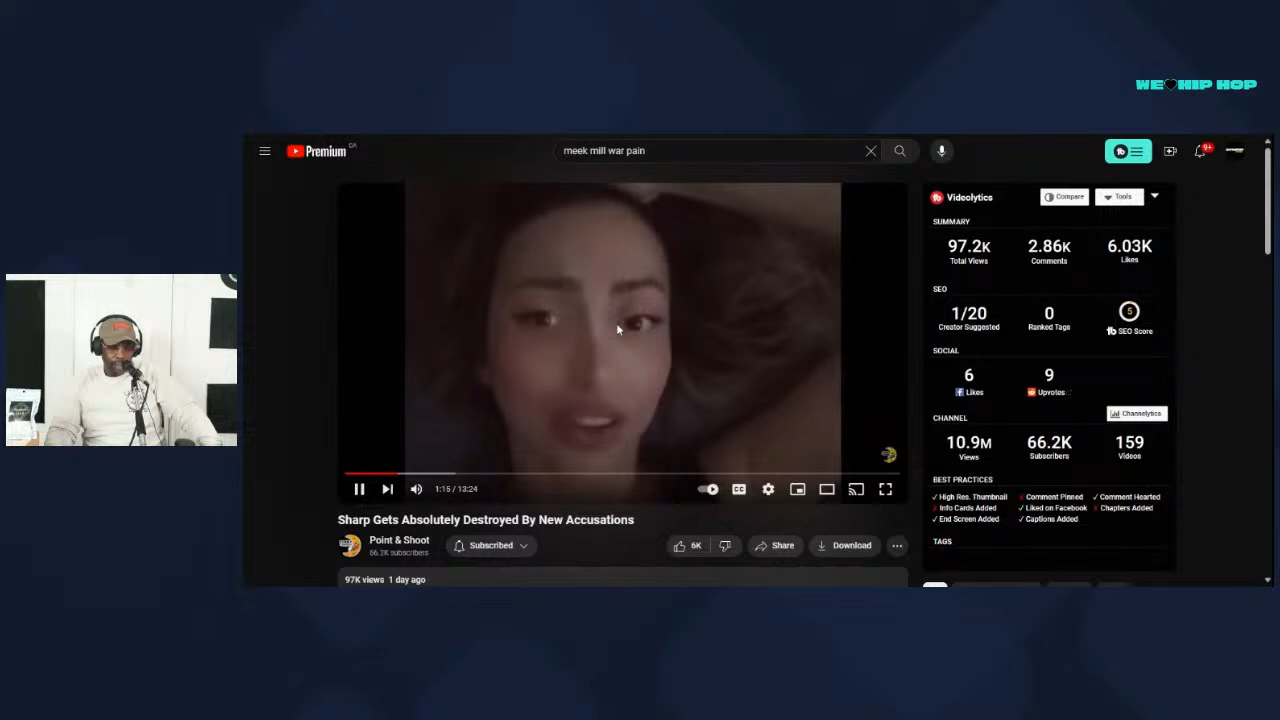 WE HIP HOP
Premium CA
meek mill war pain
9+
Videolytics
Compare
Tools
SUMMARY
97.2K 2.86K 6.03K
Total Views Comments Likes
SEO
1/20 0 5
Creator Suggested Ranked Tags SEO Score
SOCIAL
6 9
Likes Upvotes
CHANNEL
Channelytics
10.9M 66.2K 159
Views Subscribers Videos
BEST PRACTICES
✓ High Res. Thumbnail x Comment Pinned ✓ Comment Hearted
x Info Cards Added ✓ Liked on Facebook x Chapters Added
✓ End Screen Added ✓ Captions Added
TAGS
1:15 / 13:24
CC
Sharp Gets Absolutely Destroyed By New Accusations
Point & Shoot
66.2K subscribers
Subscribed
6K
Share
Download
97K views 1 day ago